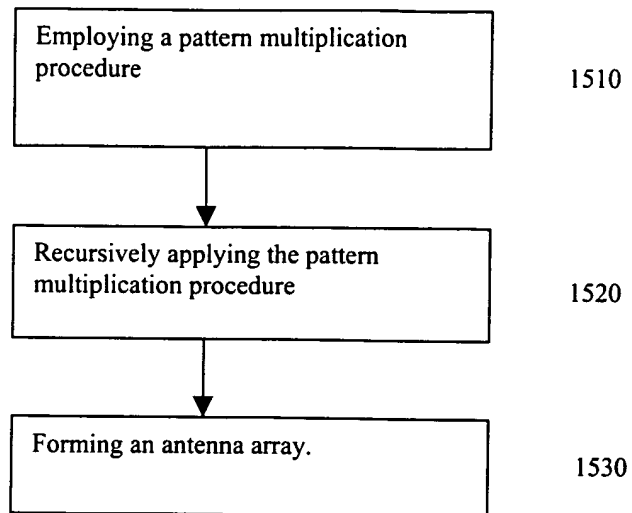 Employing a pattern multiplication
procedure
1510
Recursively applying the pattern
multiplication procedure
1520
Forming an antenna array.
1530